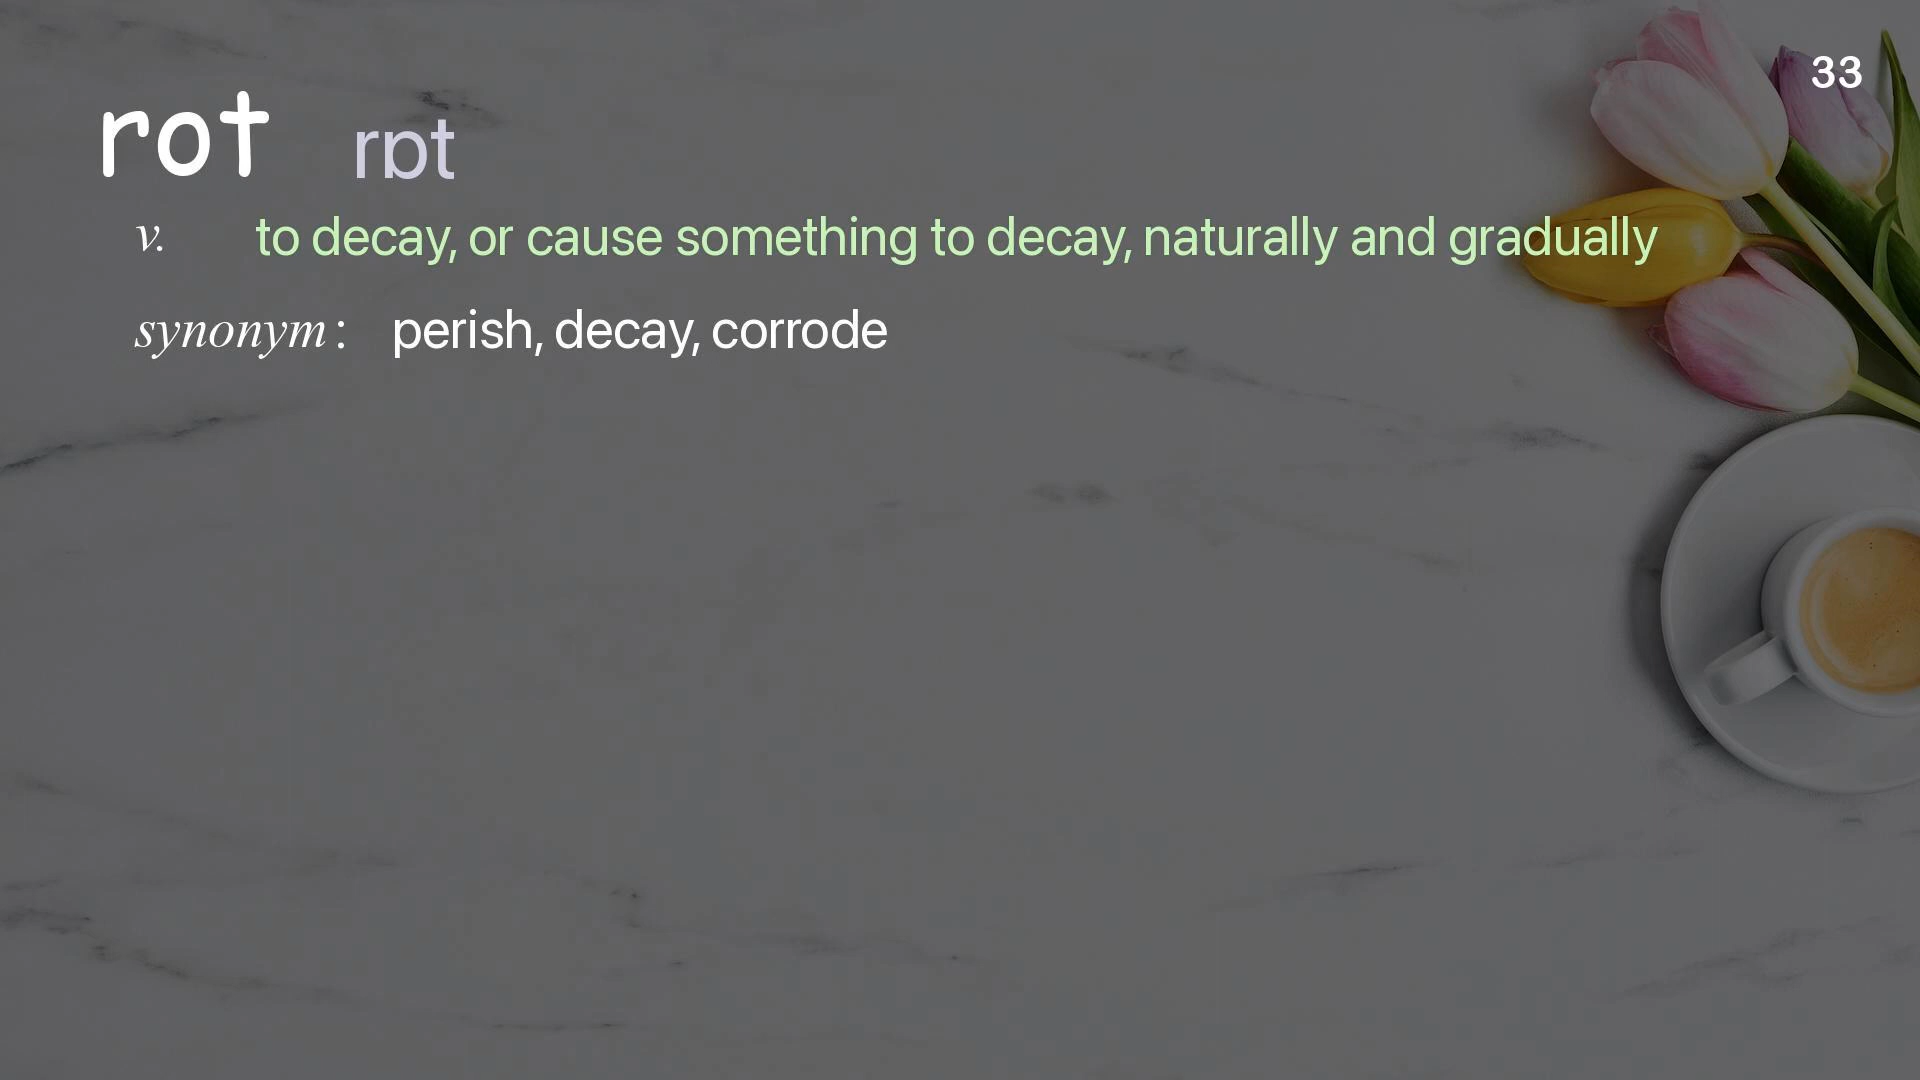 33
rot rɒt
v. to decay, or cause something to decay, naturally and gradually
synonym: perish, decay, corrode